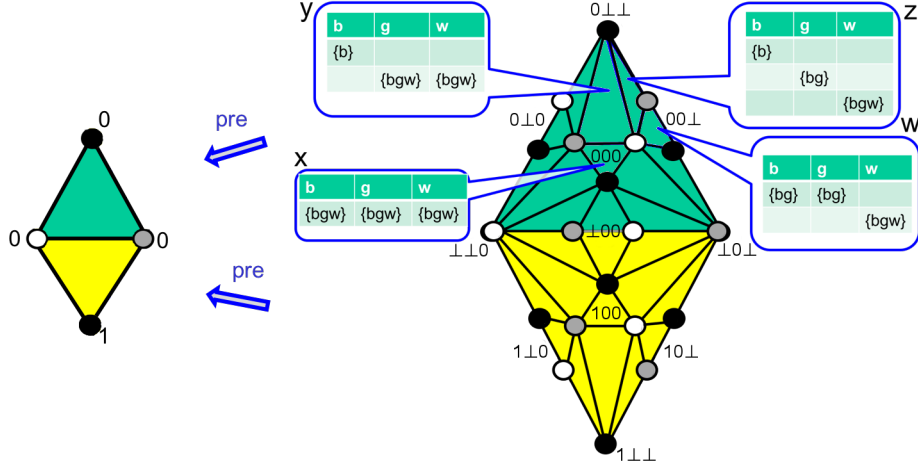 y
b g w
{b}
{bgw} {bgw}
0⊥⊥
z
b g w
{b}
{bg}
{bgw}
0
pre
0⊥0
00⊥
w
x
000
b g w
{bg} {bg}
{bgw}
b g w
{bgw} {bgw} {bgw}
0 0
⊥⊥0
⊥00
⊥0⊥
pre
1
100
1⊥0
10⊥
1⊥⊥